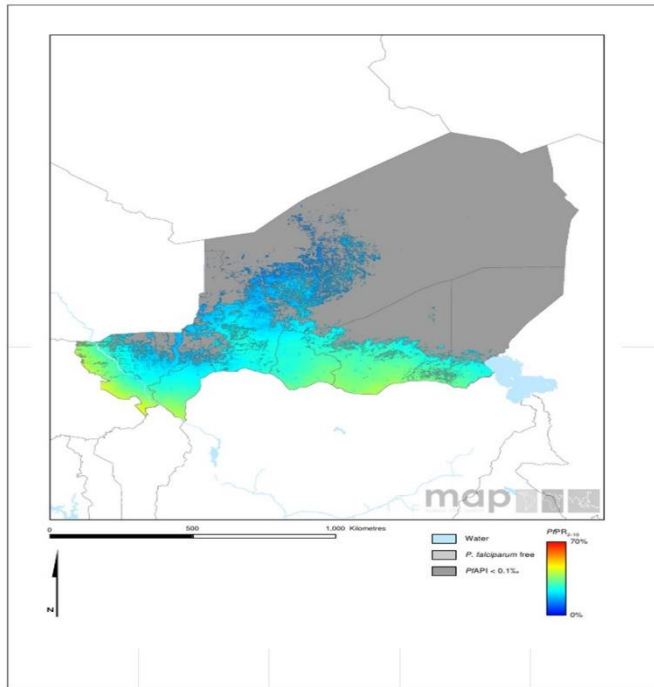 map
0 500 1,000 Kilometres
Water
P. falciparum free
PfAPI < 0.1‰
PfPR2-10
70%
0%
N